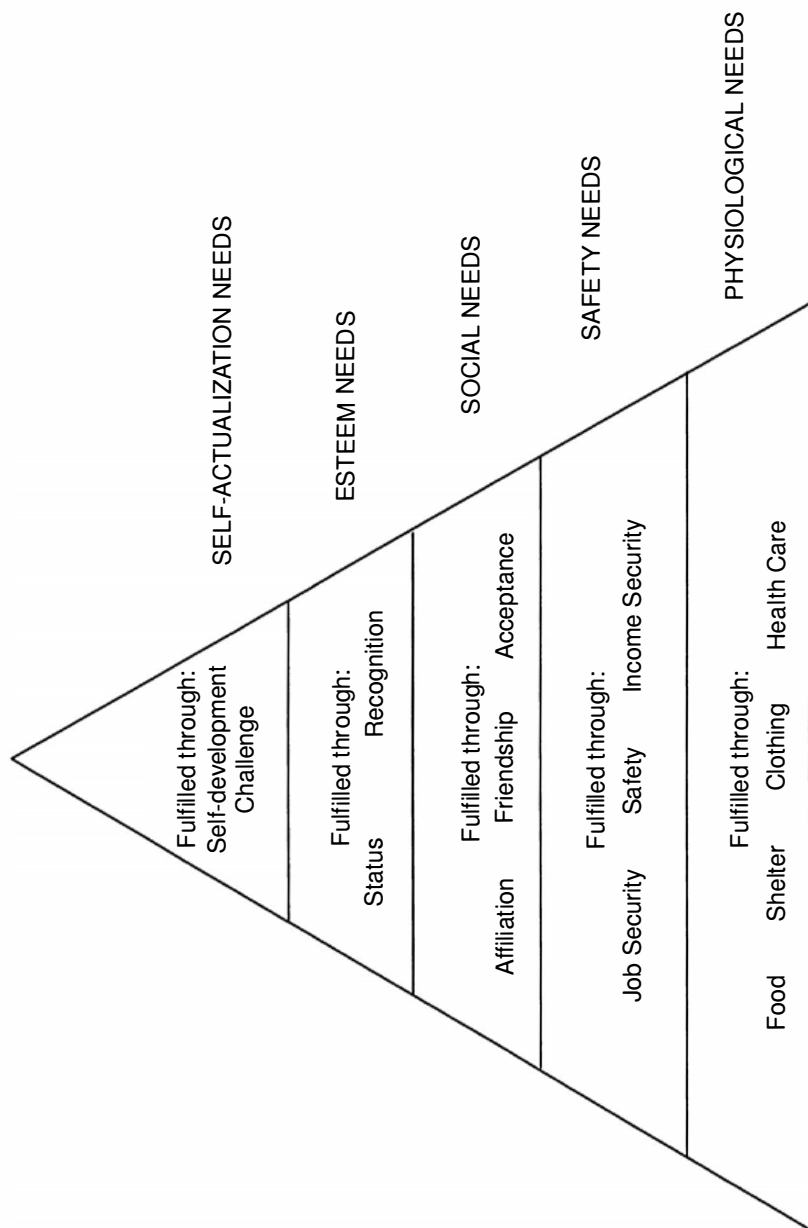 SELF-ACTUALIZATION NEEDS
Fulfilled through:
Self-development
Challenge
ESTEEM NEEDS
Fulfilled through:
Status Recognition
SOCIAL NEEDS
Fulfilled through:
Affiliation Friendship Acceptance
SAFETY NEEDS
Fulfilled through:
Job Security Safety Income Security
PHYSIOLOGICAL NEEDS
Fulfilled through:
Food Shelter Clothing Health Care